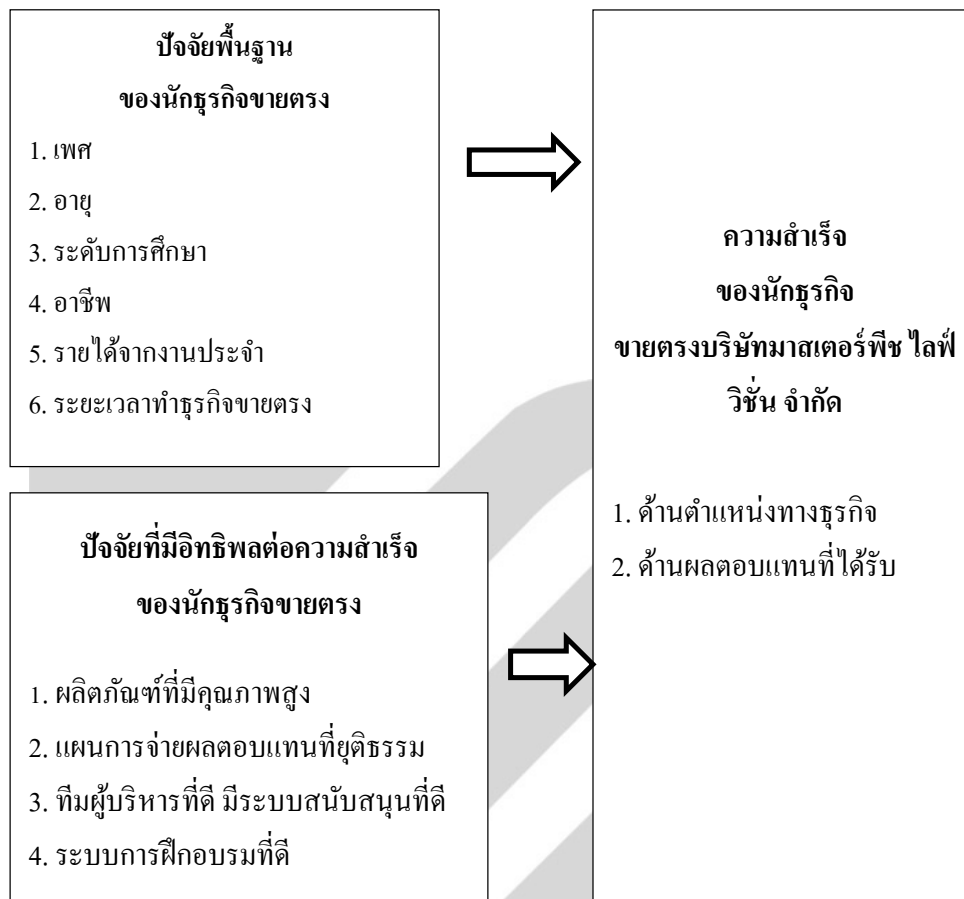 ปัจจัยพื้นฐาน
ของนักธุรกิจขายตรง
1. เพศ
2. อายุ
3. ระดับการศึกษา
4. อาชีพ
5. รายได้จากงานประจำ
6. ระยะเวลาทำธุรกิจขายตรง
ปัจจัยที่มีอิทธิพลต่อความสำเร็จ
ของนักธุรกิจขายตรง
1. ผลิตภัณฑ์ที่มีคุณภาพสูง
2. แผนการจ่ายผลตอบแทนที่ยุติธรรม
3. ทีมผู้บริหารที่ดี มีระบบสนับสนุนที่ดี
4. ระบบการฝึกอบรมที่ดี
ความสำเร็จ
ของนักธุรกิจ
ขายตรงบริษัทมาสเตอร์พีช ไลฟ์
วิชั่น จำกัด
1. ด้านตำแหน่งทางธุรกิจ
2. ด้านผลตอบแทนที่ได้รับ